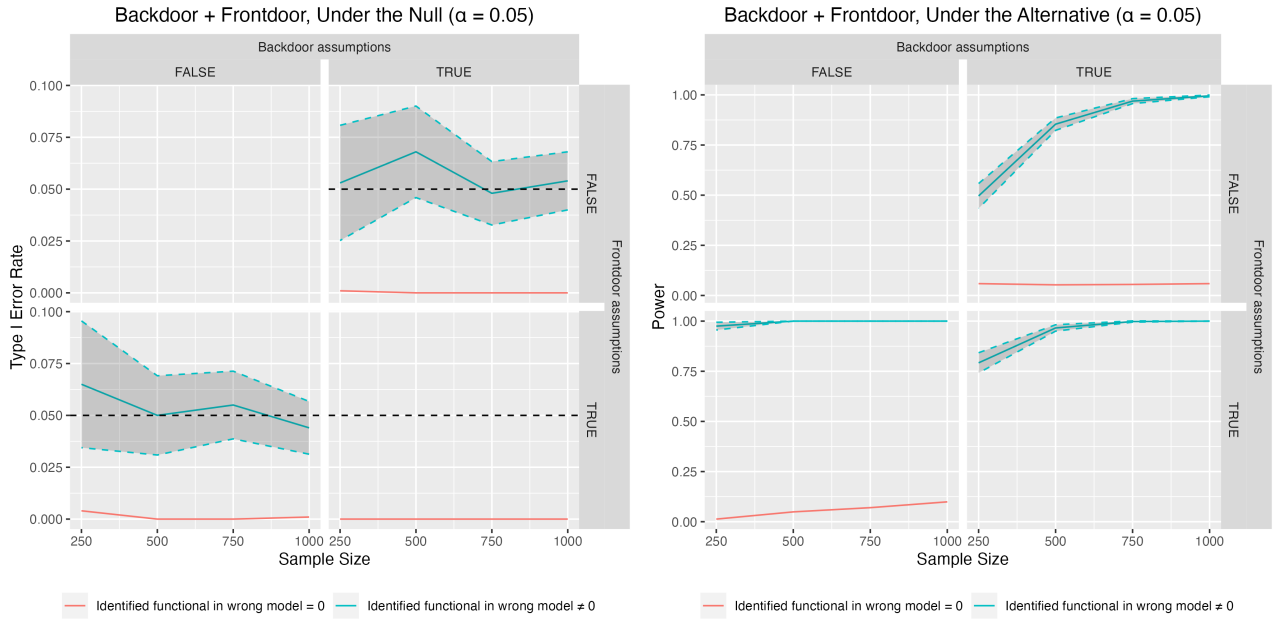 Backdoor + Frontdoor, Under the Null (α = 0.05)
Backdoor assumptions
FALSE TRUE
0.100
0.075
0.050
0.025
0.000
FALSE
0.100
0.075
0.050
0.025
0.000
TRUE
Type I Error Rate
Frontdoor assumptions
250 500 750 1000 250 500 750 1000
Sample Size
Identified functional in wrong model = 0 Identified functional in wrong model ≠ 0
Backdoor + Frontdoor, Under the Alternative (α = 0.05)
Backdoor assumptions
FALSE TRUE
1.00
0.75
0.50
0.25
0.00
FALSE
1.00
0.75
0.50
0.25
0.00
TRUE
Power
Frontdoor assumptions
250 500 750 1000 250 500 750 1000
Sample Size
Identified functional in wrong model = 0 Identified functional in wrong model ≠ 0